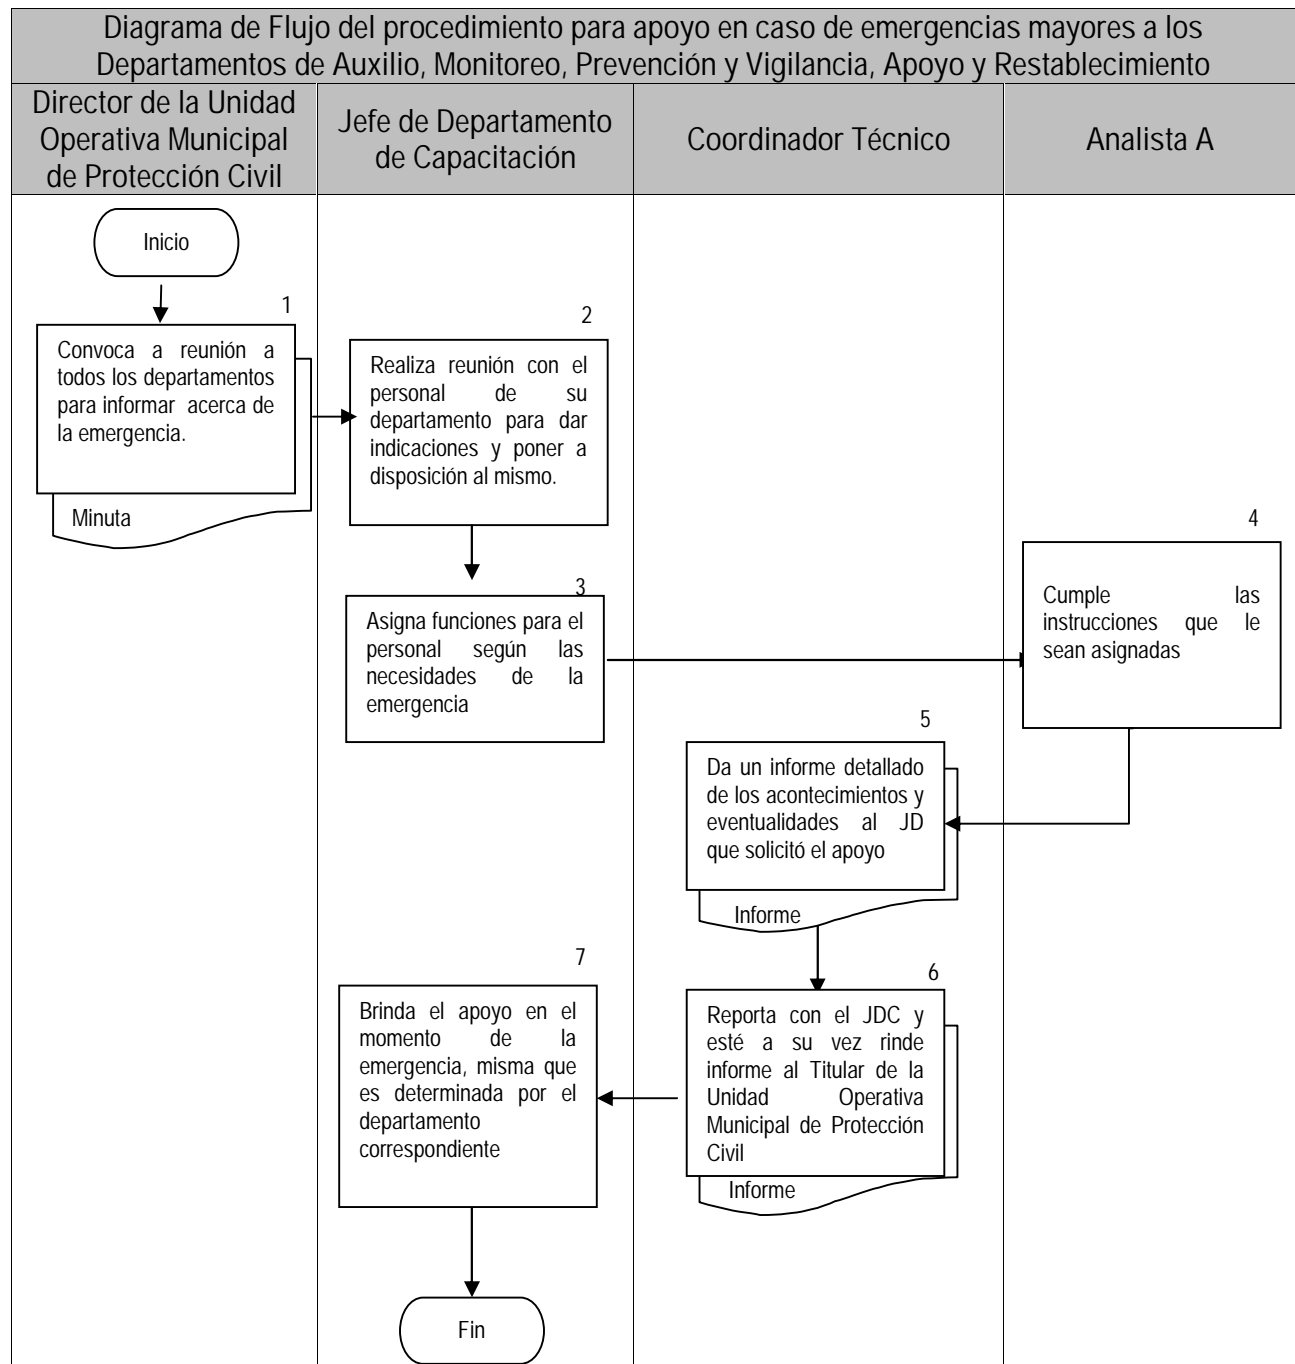 Diagrama de Flujo del procedimiento para apoyo en caso de emergencias mayores a los
Departamentos de Auxilio, Monitoreo, Prevención y Vigilancia, Apoyo y Restablecimiento
Director de la Unidad
Operativa Municipal
de Protección Civil
Jefe de Departamento
de Capacitación
Coordinador Técnico
Analista A
Inicio
1
Convoca a reunión a
todos los departamentos
para informar acerca de
la emergencia.
Minuta
2
Realiza reunión con el
personal de su
departamento para dar
indicaciones y poner a
disposición al mismo.
3
Asigna funciones para el
personal según las
necesidades de la
emergencia
4
Cumple las
instrucciones que le
sean asignadas
5
Da un informe detallado
de los acontecimientos y
eventualidades al JD
que solicitó el apoyo
Informe
6
Reporta con el JDC y
esté a su vez rinde
informe al Titular de la
Unidad Operativa
Municipal de Protección
Civil
Informe
7
Brinda el apoyo en el
momento de la
emergencia, misma que
es determinada por el
departamento
correspondiente
Fin